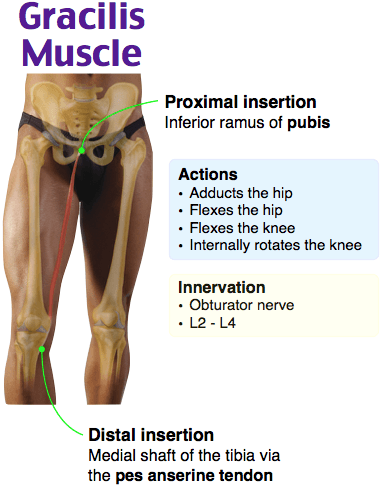 Gracilis
Muscle
Proximal insertion
Inferior ramus of pubis
Actions
• Adducts the hip
• Flexes the hip
• Flexes the knee
• Internally rotates the knee
Innervation
• Obturator nerve
• L2 - L4
Distal insertion
Medial shaft of the tibia via
the pes anserine tendon